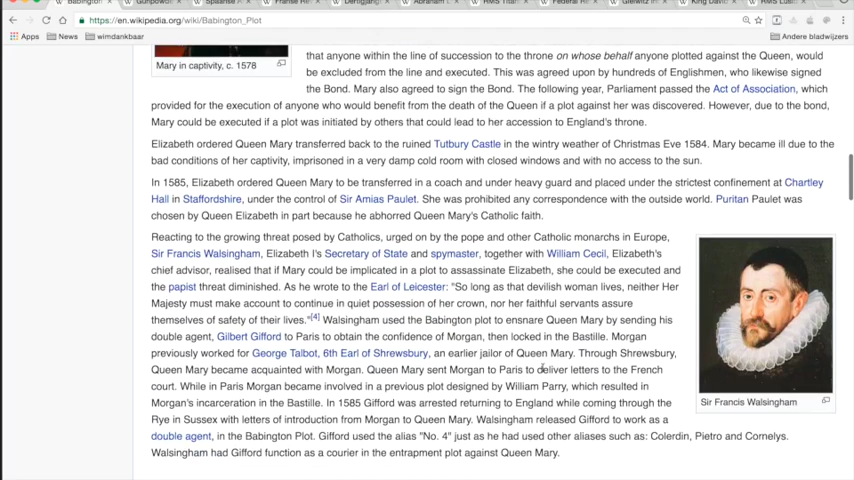 Babington
Gunpowd
Spaanse
Franse Re
Dertigjarig
Abraham L
RMS Titan
Federal Re
Gleiwitz In
King David
RMS Lusit
https://en.wikipedia.org/wiki/Babington_Plot
Apps
News
wimdankbaar
Andere bladwijzers
Mary in captivity, c. 1578
that anyone within the line of succession to the throne on whose behalf anyone plotted against the Queen, would
be excluded from the line and executed. This was agreed upon by hundreds of Englishmen, who likewise signed
the Bond. Mary also agreed to sign the Bond. The following year, Parliament passed the Act of Association, which
provided for the execution of anyone who would benefit from the death of the Queen if a plot against her was discovered. However, due to the bond,
Mary could be executed if a plot was initiated by others that could lead to her accession to England's throne.
Elizabeth ordered Queen Mary transferred back to the ruined Tutbury Castle in the wintry weather of Christmas Eve 1584. Mary became ill due to the
bad conditions of her captivity, imprisoned in a very damp cold room with closed windows and with no access to the sun.
In 1585, Elizabeth ordered Queen Mary to be transferred in a coach and under heavy guard and placed under the strictest confinement at Chartley
Hall in Staffordshire, under the control of Sir Amias Paulet. She was prohibited any correspondence with the outside world. Puritan Paulet was
chosen by Queen Elizabeth in part because he abhorred Queen Mary's Catholic faith.
Reacting to the growing threat posed by Catholics, urged on by the pope and other Catholic monarchs in Europe,
Sir Francis Walsingham, Elizabeth I's Secretary of State and spymaster, together with William Cecil, Elizabeth's
chief advisor, realised that if Mary could be implicated in a plot to assassinate Elizabeth, she could be executed and
the papist threat diminished. As he wrote to the Earl of Leicester: "So long as that devilish woman lives, neither Her
Majesty must make account to continue in quiet possession of her crown, nor her faithful servants assure
themselves of safety of their lives."[4] Walsingham used the Babington plot to ensnare Queen Mary by sending his
double agent, Gilbert Gifford to Paris to obtain the confidence of Morgan, then locked in the Bastille. Morgan
previously worked for George Talbot, 6th Earl of Shrewsbury, an earlier jailor of Queen Mary. Through Shrewsbury,
Queen Mary became acquainted with Morgan. Queen Mary sent Morgan to Paris to deliver letters to the French
court. While in Paris Morgan became involved in a previous plot designed by William Parry, which resulted in
Morgan's incarceration in the Bastille. In 1585 Gifford was arrested returning to England while coming through the
Rye in Sussex with letters of introduction from Morgan to Queen Mary. Walsingham released Gifford to work as a
double agent, in the Babington Plot. Gifford used the alias "No. 4" just as he had used other aliases such as: Colerdin, Pietro and Cornelys.
Walsingham had Gifford function as a courier in the entrapment plot against Queen Mary.
Sir Francis Walsingham